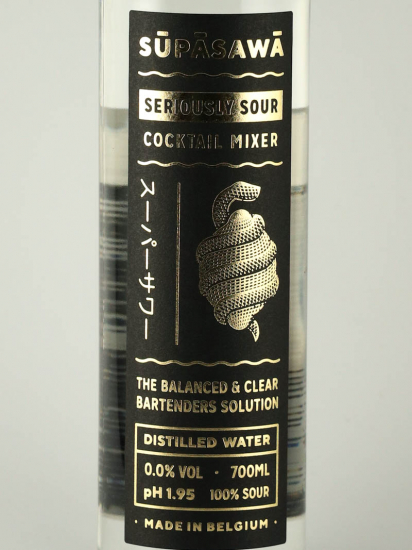 SŪPĀSAWĀ
SERIOUSLY SOUR
COCKTAIL MIXER
スーパーサワー
THE BALANCED & CLEAR
BARTENDERS SOLUTION
DISTILLED WATER
0.0% VOL · 700ML
pH 1.95 100% SOUR
· MADE IN BELGIUM ·